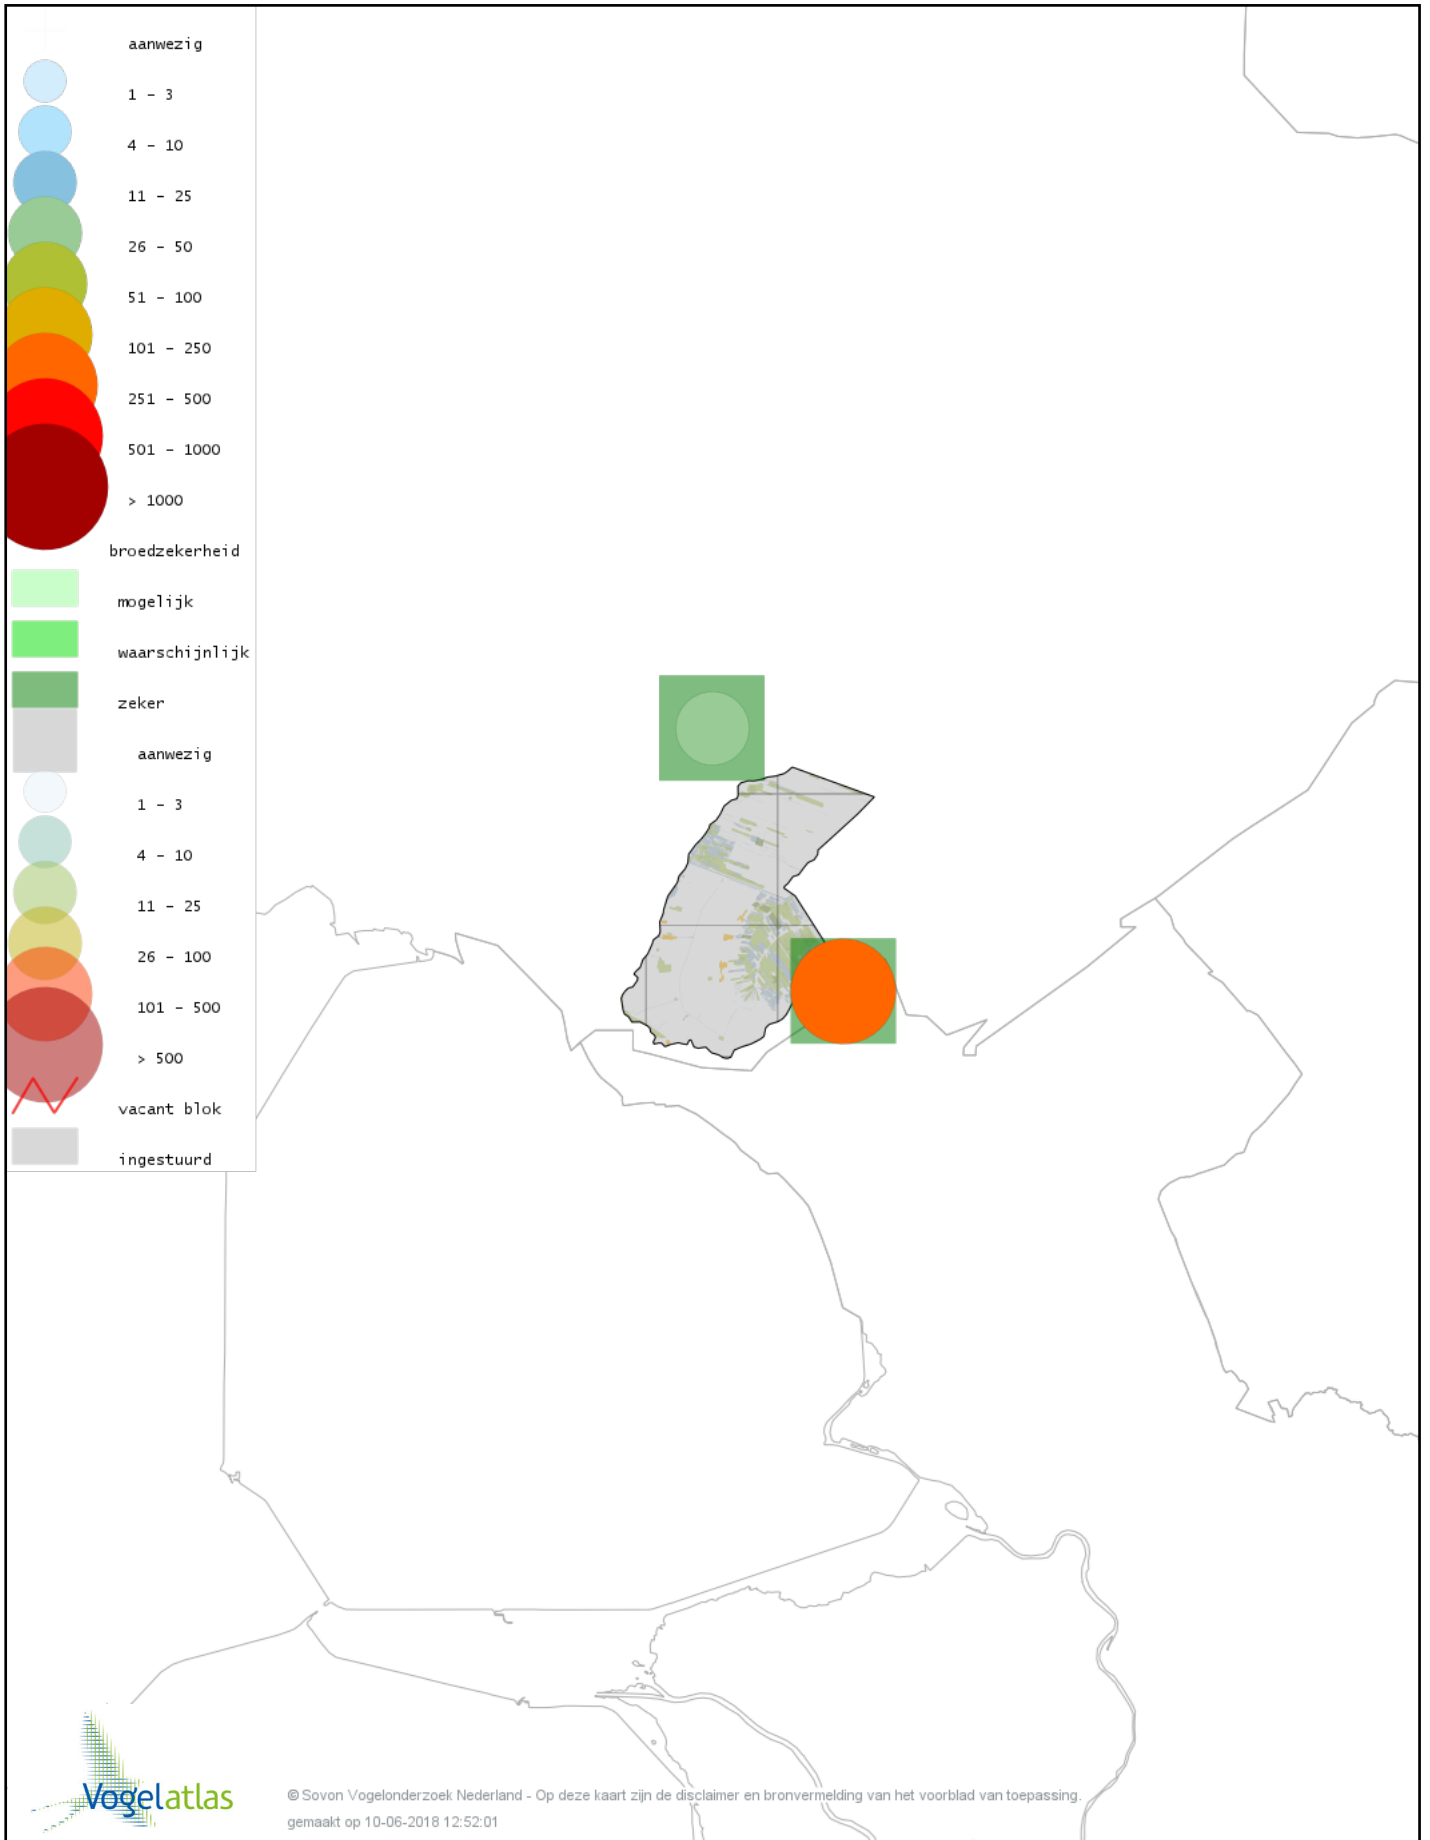 aanwezig
1 – 3
4 – 10
11 – 25
26 – 50
51 – 100
101 – 250
251 – 500
501 – 1000
> 1000
broedzekerheid
mogelijk
waarschijnlijk
zeker
aanwezig
1 – 3
4 – 10
11 – 25
26 – 100
101 – 500
> 500
vacant blok
ingestuurd
Vogelatlas
© Sovon Vogelonderzoek Nederland - Op deze kaart zijn de disclaimer en bronvermelding van het voorblad van toepassing.
gemaakt op 10-06-2018 12:52:01